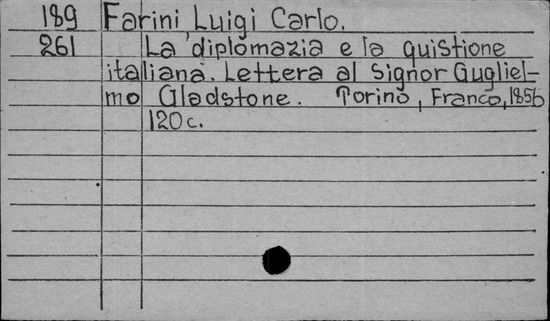 189 Farini Luigi Carlo.
261 La diplomazia e la quistione
italiana. Lettera al Signor Gugliel-
mo Gladstone. Torino, Franco, 1856
120c.